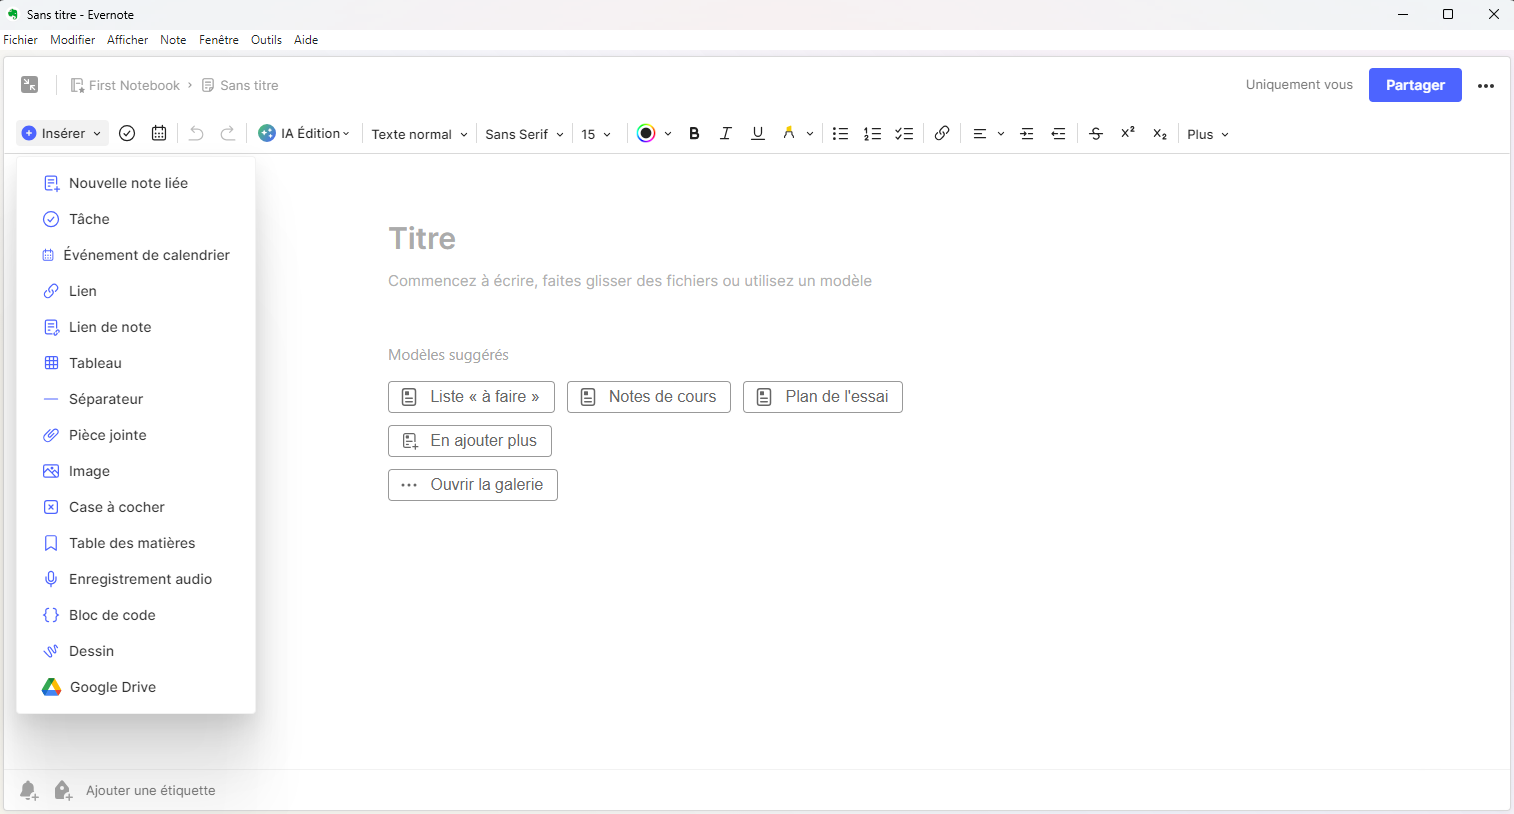 Sans titre - Evernote
Fichier Modifier Afficher Note Fenêtre Outils Aide
First Notebook › Sans titre Uniquement vous Partager
Insérer IA Édition Texte normal Sans Serif 15 B I U X² X₂ Plus
Nouvelle note liée
Tâche
Événement de calendrier
Lien
Lien de note
Tableau
Séparateur
Pièce jointe
Image
Case à cocher
Table des matières
Enregistrement audio
Bloc de code
Dessin
Google Drive
Titre
Commencez à écrire, faites glisser des fichiers ou utilisez un modèle
Modèles suggérés
Liste « à faire » Notes de cours Plan de l'essai
En ajouter plus
Ouvrir la galerie
Ajouter une étiquette